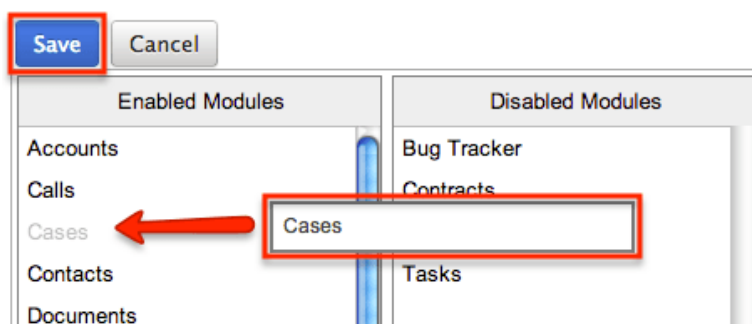 Save Cancel
Enabled Modules Disabled Modules
Accounts Bug Tracker
Calls Contracts
Cases Cases
Contacts Tasks
Documents